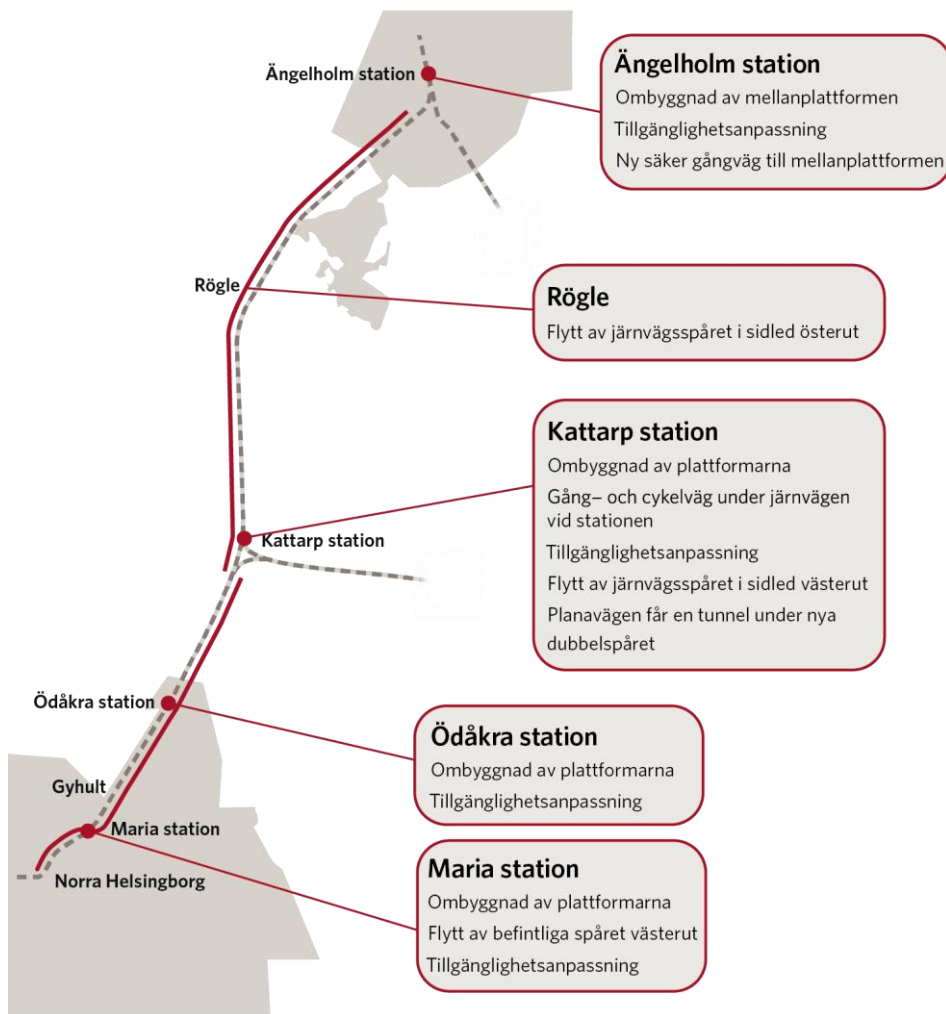 Ängelholm station
Ängelholm station
Ombyggnad av mellanplattformen
Tillgänglighetsanpassning
Ny säker gångväg till mellanplattformen
Rögle
Rögle
Flytt av järnvägsspåret i sidled österut
Kattarp station
Kattarp station
Ombyggnad av plattformarna
Gång– och cykelväg under järnvägen
vid stationen
Tillgänglighetsanpassning
Flytt av järnvägsspåret i sidled västerut
Planavägen får en tunnel under nya
dubbelspåret
Ödåkra station
Ödåkra station
Ombyggnad av plattformarna
Tillgänglighetsanpassning
Gyhult
Maria station
Norra Helsingborg
Maria station
Ombyggnad av plattformarna
Flytt av befintliga spåret västerut
Tillgänglighetsanpassning